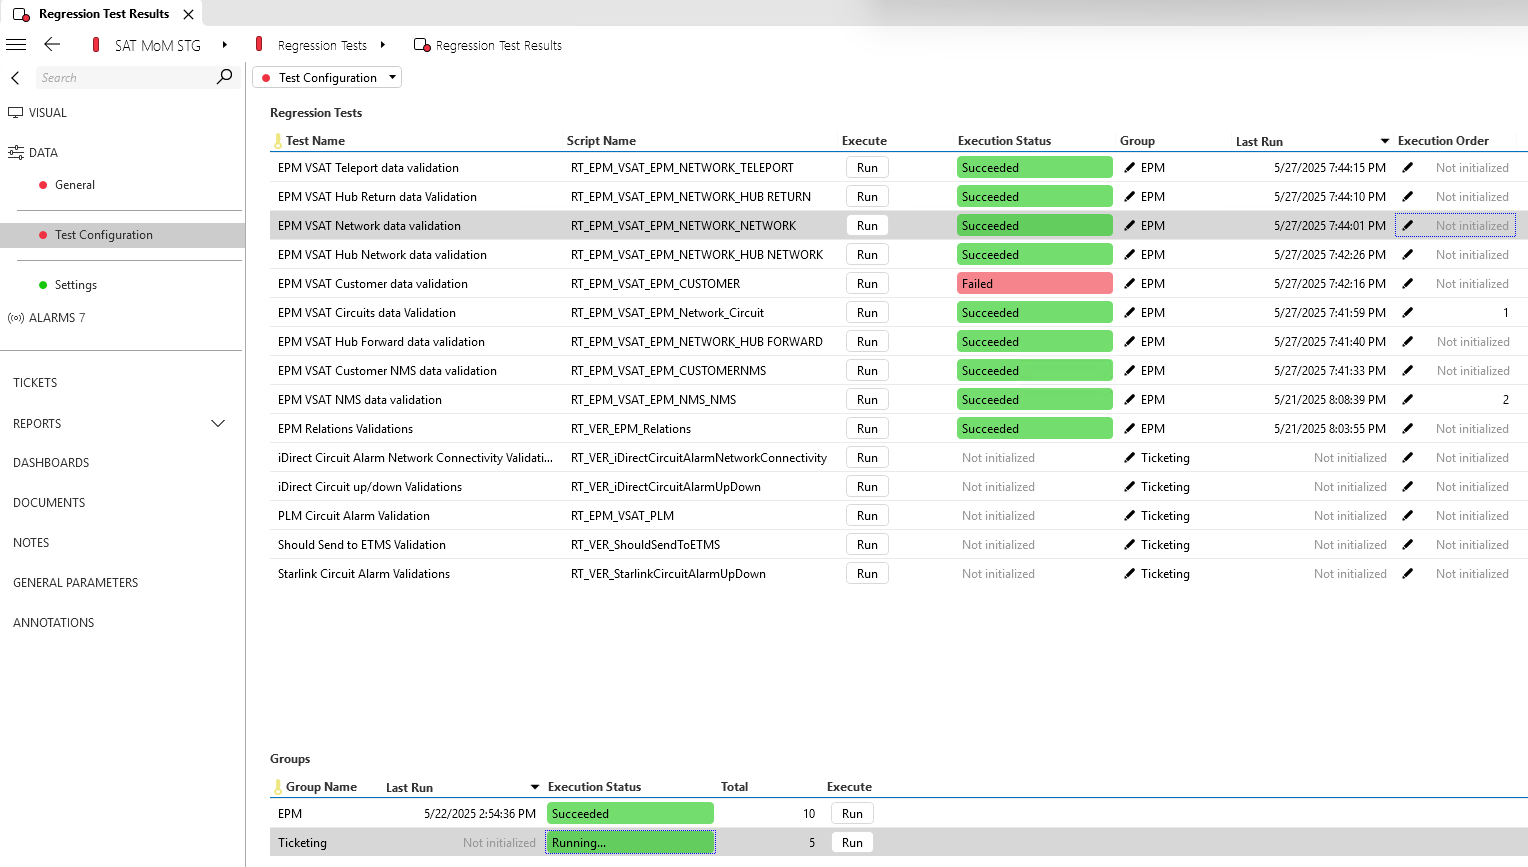 Regression Test Results
SAT MoM STG Regression Tests Regression Test Results
Search
Test Configuration
VISUAL
DATA
General
Test Configuration
Settings
ALARMS 7
TICKETS
REPORTS
DASHBOARDS
DOCUMENTS
NOTES
GENERAL PARAMETERS
ANNOTATIONS
Regression Tests
Test Name Script Name Execute Execution Status Group Last Run Execution Order
EPM VSAT Teleport data validation RT_EPM_VSAT_EPM_NETWORK_TELEPORT Run Succeeded EPM 5/27/2025 7:44:15 PM Not initialized
EPM VSAT Hub Return data Validation RT_EPM_VSAT_EPM_NETWORK_HUB RETURN Run Succeeded EPM 5/27/2025 7:44:10 PM Not initialized
EPM VSAT Network data validation RT_EPM_VSAT_EPM_NETWORK_NETWORK Run Succeeded EPM 5/27/2025 7:44:01 PM Not initialized
EPM VSAT Hub Network data validation RT_EPM_VSAT_EPM_NETWORK_HUB NETWORK Run Succeeded EPM 5/27/2025 7:42:26 PM Not initialized
EPM VSAT Customer data validation RT_EPM_VSAT_EPM_CUSTOMER Run Failed EPM 5/27/2025 7:42:16 PM Not initialized
EPM VSAT Circuits data Validation RT_EPM_VSAT_EPM_Network_Circuit Run Succeeded EPM 5/27/2025 7:41:59 PM 1
EPM VSAT Hub Forward data validation RT_EPM_VSAT_EPM_NETWORK_HUB FORWARD Run Succeeded EPM 5/27/2025 7:41:40 PM Not initialized
EPM VSAT Customer NMS data validation RT_EPM_VSAT_EPM_CUSTOMERNMS Run Succeeded EPM 5/27/2025 7:41:33 PM Not initialized
EPM VSAT NMS data validation RT_EPM_VSAT_EPM_NMS_NMS Run Succeeded EPM 5/21/2025 8:08:39 PM 2
EPM Relations Validations RT_VER_EPM_Relations Run Succeeded EPM 5/21/2025 8:03:55 PM Not initialized
iDirect Circuit Alarm Network Connectivity Validati... RT_VER_iDirectCircuitAlarmNetworkConnectivity Run Not initialized Ticketing Not initialized Not initialized
iDirect Circuit up/down Validations RT_VER_iDirectCircuitAlarmUpDown Run Not initialized Ticketing Not initialized Not initialized
PLM Circuit Alarm Validation RT_EPM_VSAT_PLM Run Not initialized Ticketing Not initialized Not initialized
Should Send to ETMS Validation RT_VER_ShouldSendToETMS Run Not initialized Ticketing Not initialized Not initialized
Starlink Circuit Alarm Validations RT_VER_StarlinkCircuitAlarmUpDown Run Not initialized Ticketing Not initialized Not initialized
Groups
Group Name Last Run Execution Status Total Execute
EPM 5/22/2025 2:54:36 PM Succeeded 10 Run
Ticketing Not initialized Running... 5 Run